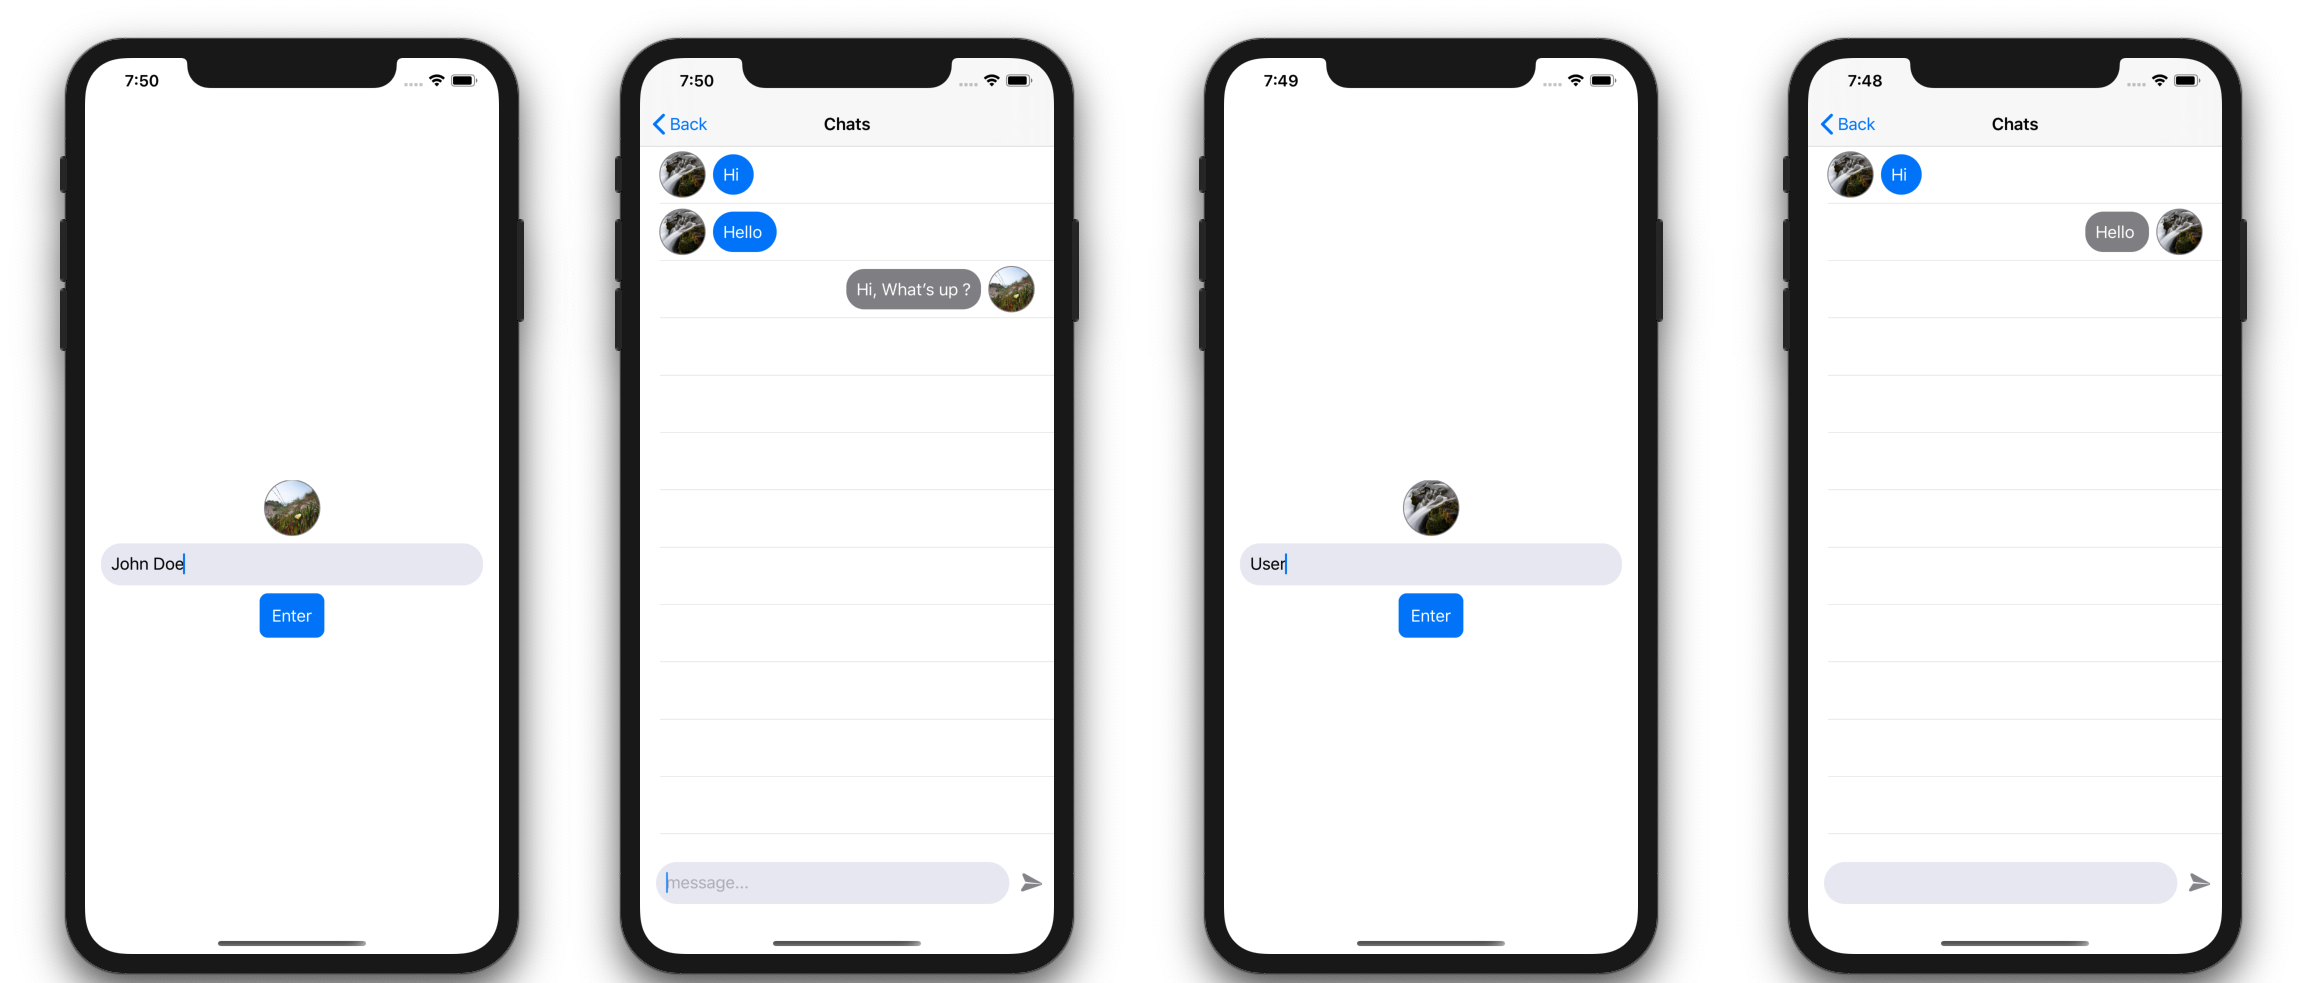 7:50
John Doe
Enter
7:50
Back Chats
Hi
Hello
Hi, What's up ?
message...
7:49
User
Enter
7:48
Back Chats
Hi
Hello